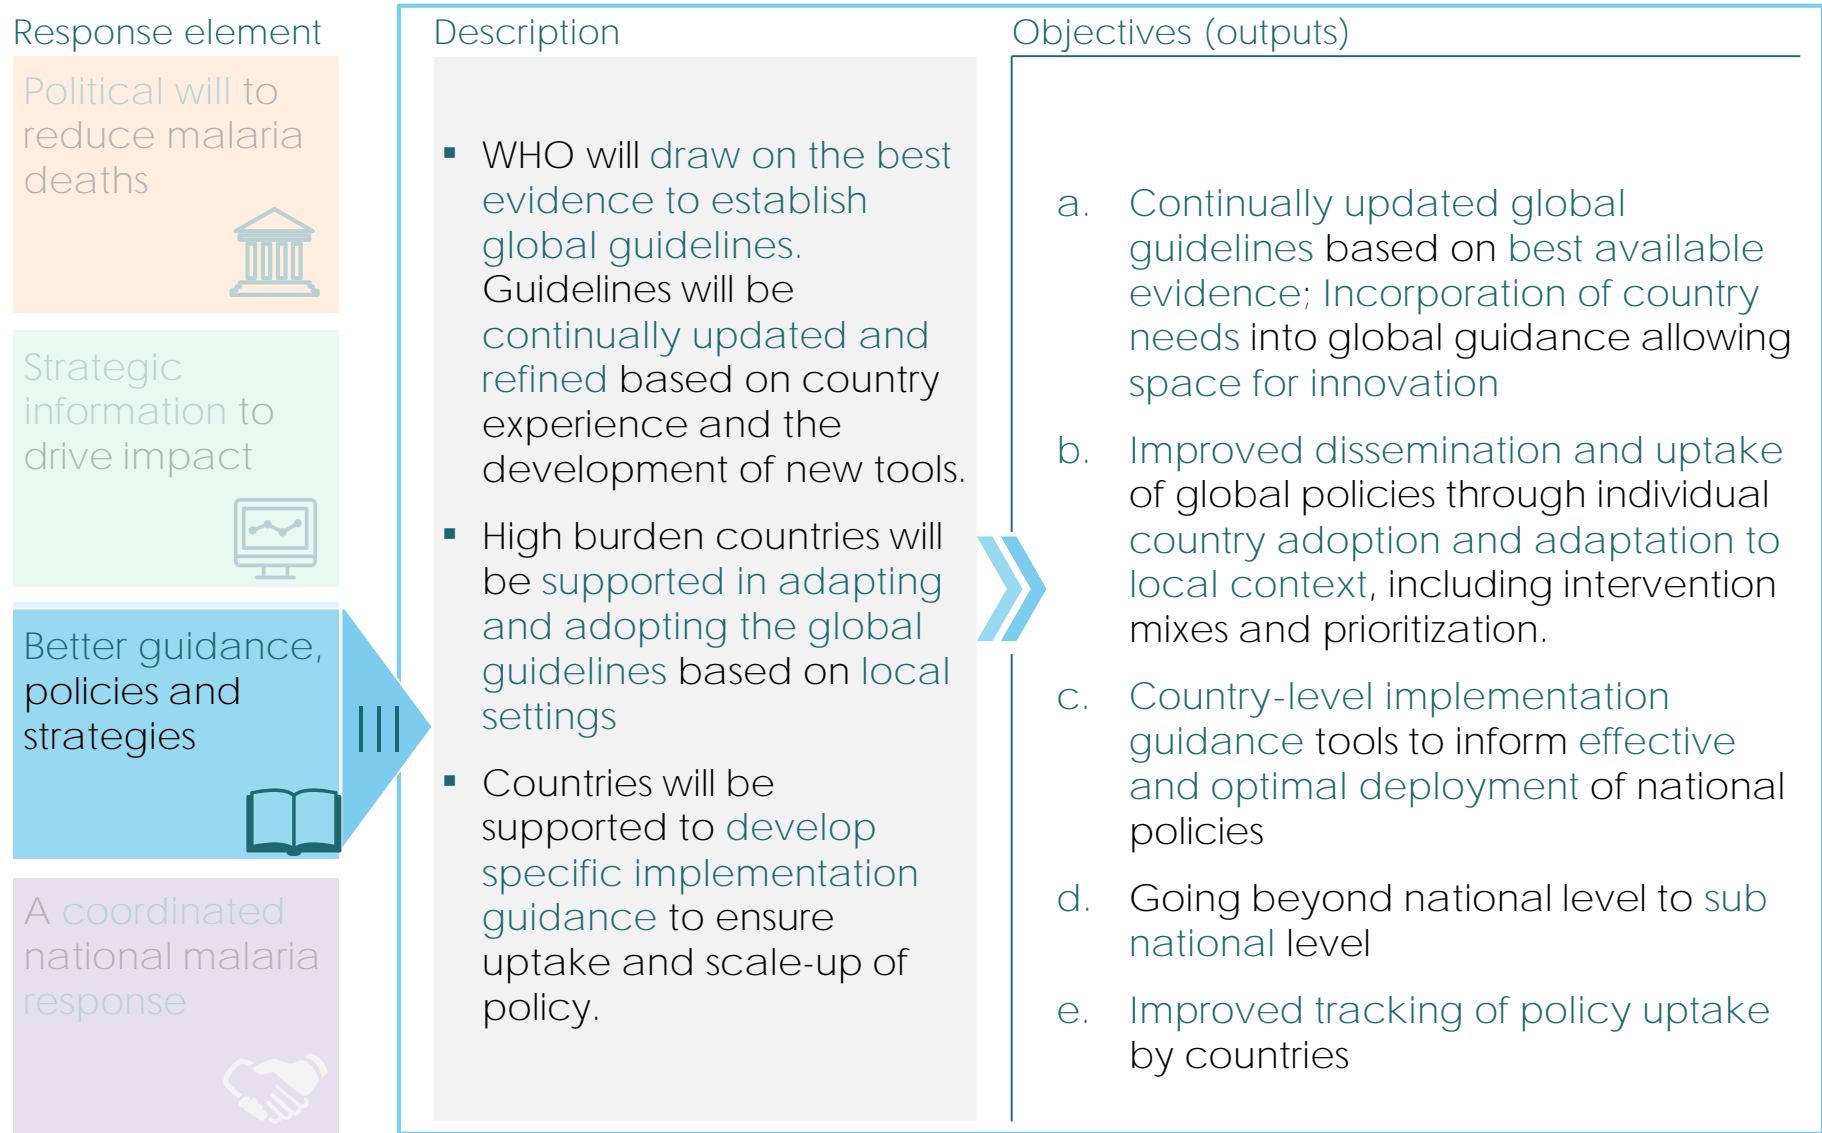 Response element
Political will to
reduce malaria
deaths
Strategic
information to
drive impact
Better guidance,
policies and
strategies
III
A coordinated
national malaria
response
Description
▪ WHO will draw on the best
evidence to establish
global guidelines.
Guidelines will be
continually updated and
refined based on country
experience and the
development of new tools.
▪ High burden countries will
be supported in adapting
and adopting the global
guidelines based on local
settings
▪ Countries will be
supported to develop
specific implementation
guidance to ensure
uptake and scale-up of
policy.
Objectives (outputs)
a. Continually updated global
guidelines based on best available
evidence; Incorporation of country
needs into global guidance allowing
space for innovation
b. Improved dissemination and uptake
of global policies through individual
country adoption and adaptation to
local context, including intervention
mixes and prioritization.
c. Country-level implementation
guidance tools to inform effective
and optimal deployment of national
policies
d. Going beyond national level to sub
national level
e. Improved tracking of policy uptake
by countries